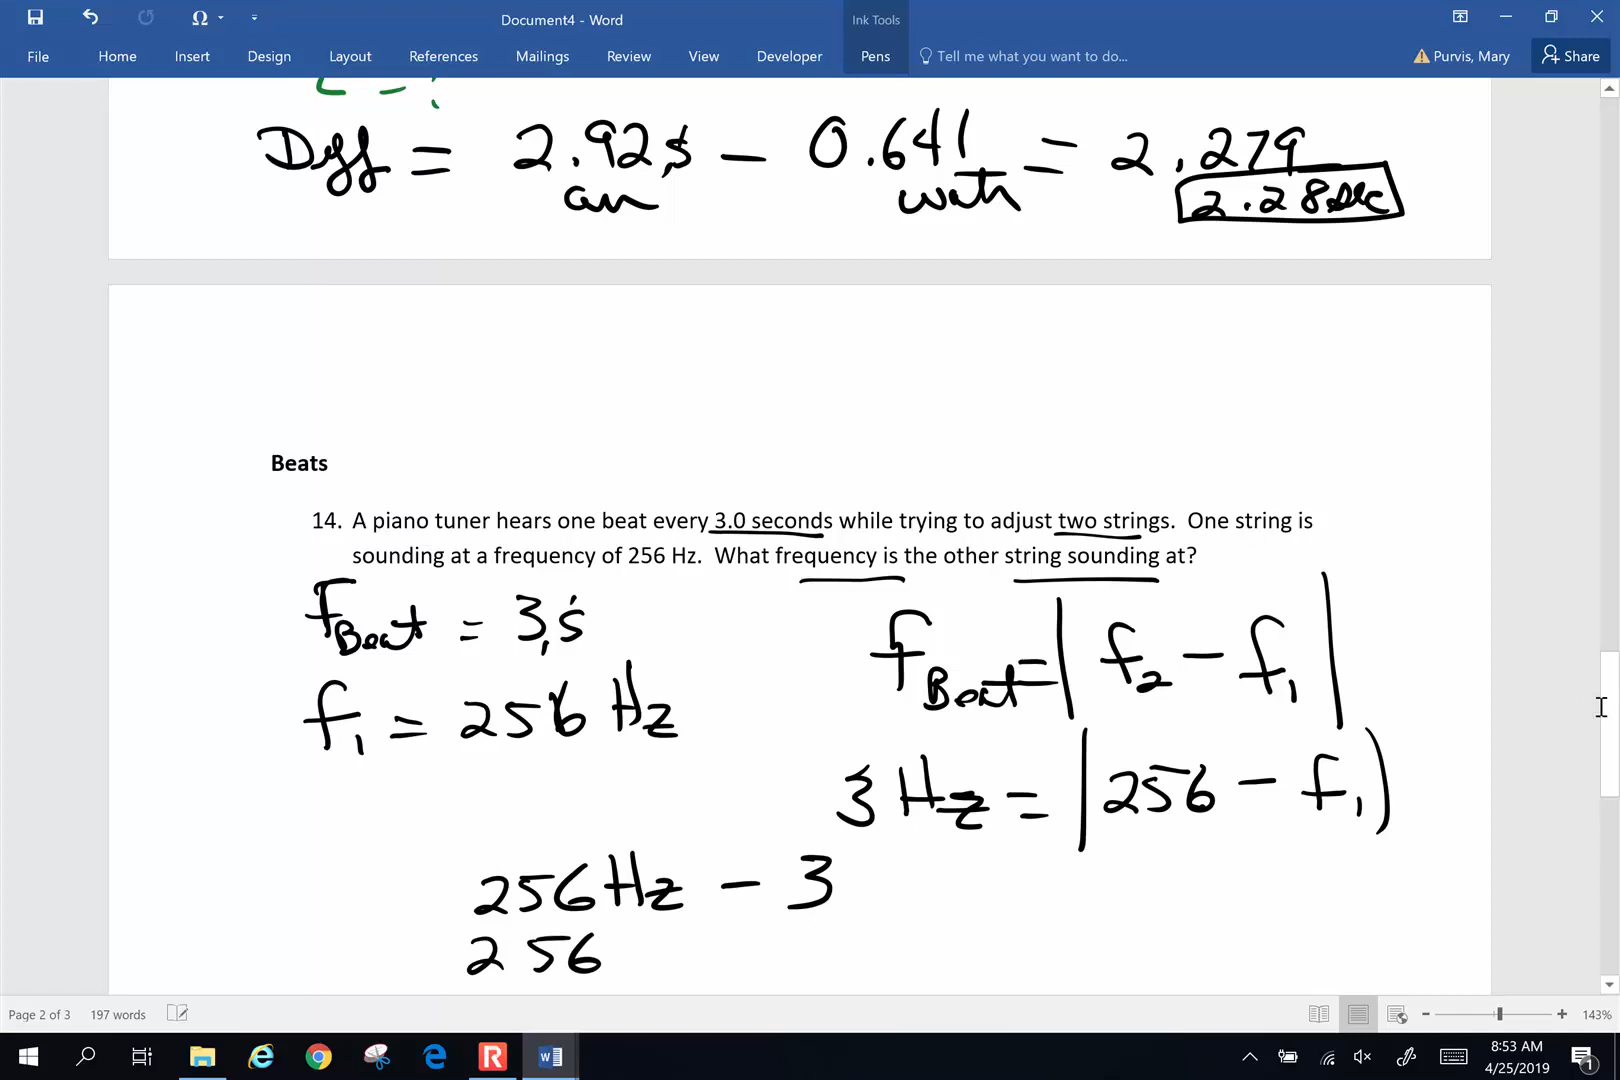 Document4 - Word
Ink Tools
File Home Insert Design Layout References Mailings Review View Developer Pens Tell me what you want to do... Purvis, Mary Share
L = ?
Diff = 2.92 s - 0.641 = 2.279
air wat 2.28 sec
Beats
14. A piano tuner hears one beat every 3.0 seconds while trying to adjust two strings. One string is
sounding at a frequency of 256 Hz. What frequency is the other string sounding at?
fBeat = 3, s
fBeat = | f2 - f1 |
f1 = 256 Hz
3 Hz = | 256 - f1 )
256 Hz - 3
256
Page 2 of 3 197 words 143%
8:53 AM
4/25/2019
1